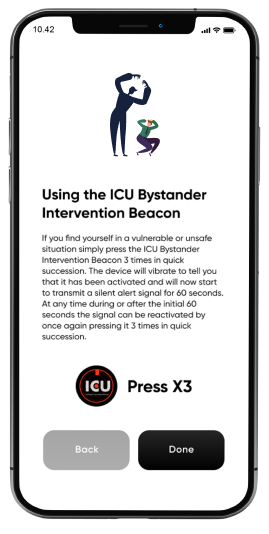 10.42
Using the ICU Bystander
Intervention Beacon
If you find yourself in a vulnerable or unsafe
situation simply press the ICU Bystander
Intervention Beacon 3 times in quick
succession. The device will vibrate to tell you
that it has been activated and will now start
to transmit a silent alert signal for 60 seconds.
At any time during or after the initial 60
seconds the signal can be reactivated by
once again pressing it 3 times in quick
succession.
ICU
Press X3
Back
Done